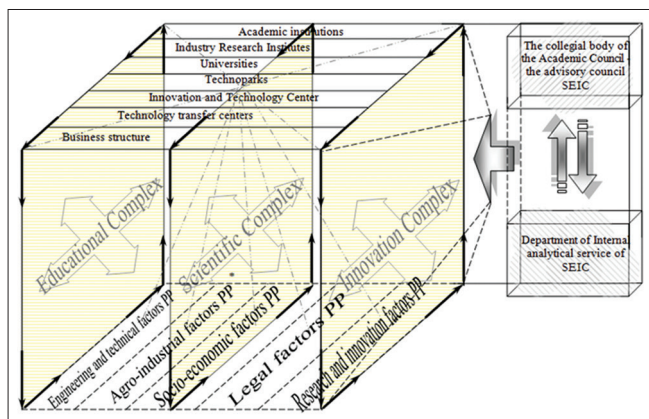 Academic institutions
Industry Research Institutes
Universities
Technoparks
Innovation and Technology Center
Technology transfer centers
Business structure
The collegial body of
the Academic Council -
the advisory council
SEIC
Educational Complex
Scientific Complex
Innovation Complex
Department of Internal
analytical service of
SEIC
Engineering and technical factors PP
Agro-industrial factors PP
Socio-economic factors PP
Legal factors PP
Research and innovation factors PP